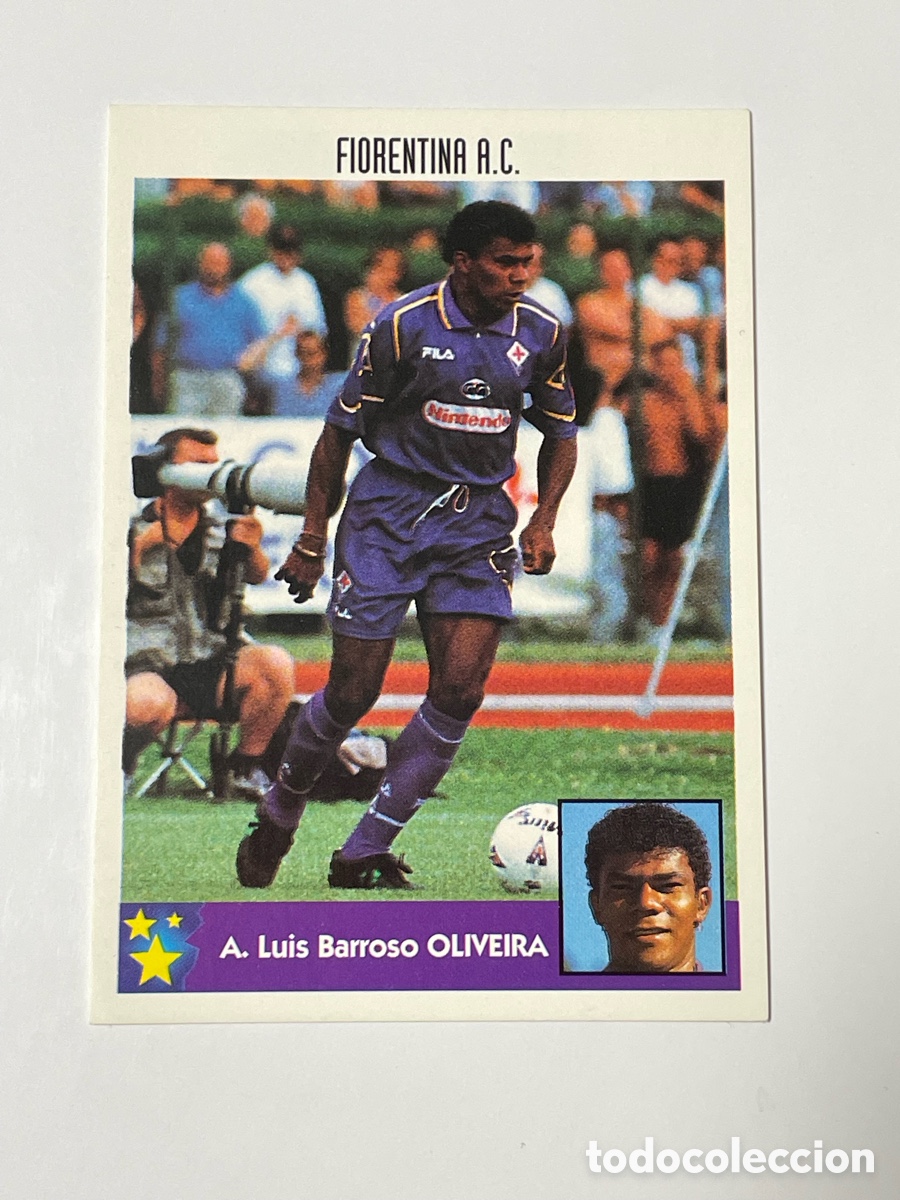 FIORENTINA A.C.
FILA
Nintendo
A. Luis Barroso OLIVEIRA
todocoleccion